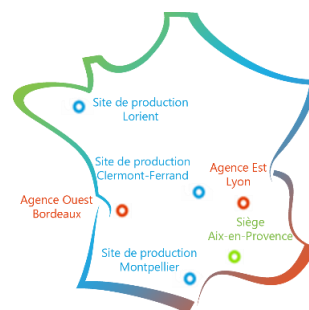 Site de production
Lorient
Site de production
Clermont-Ferrand
Agence Est
Lyon
Agence Ouest
Bordeaux
Siège
Aix-en-Provence
Site de production
Montpellier